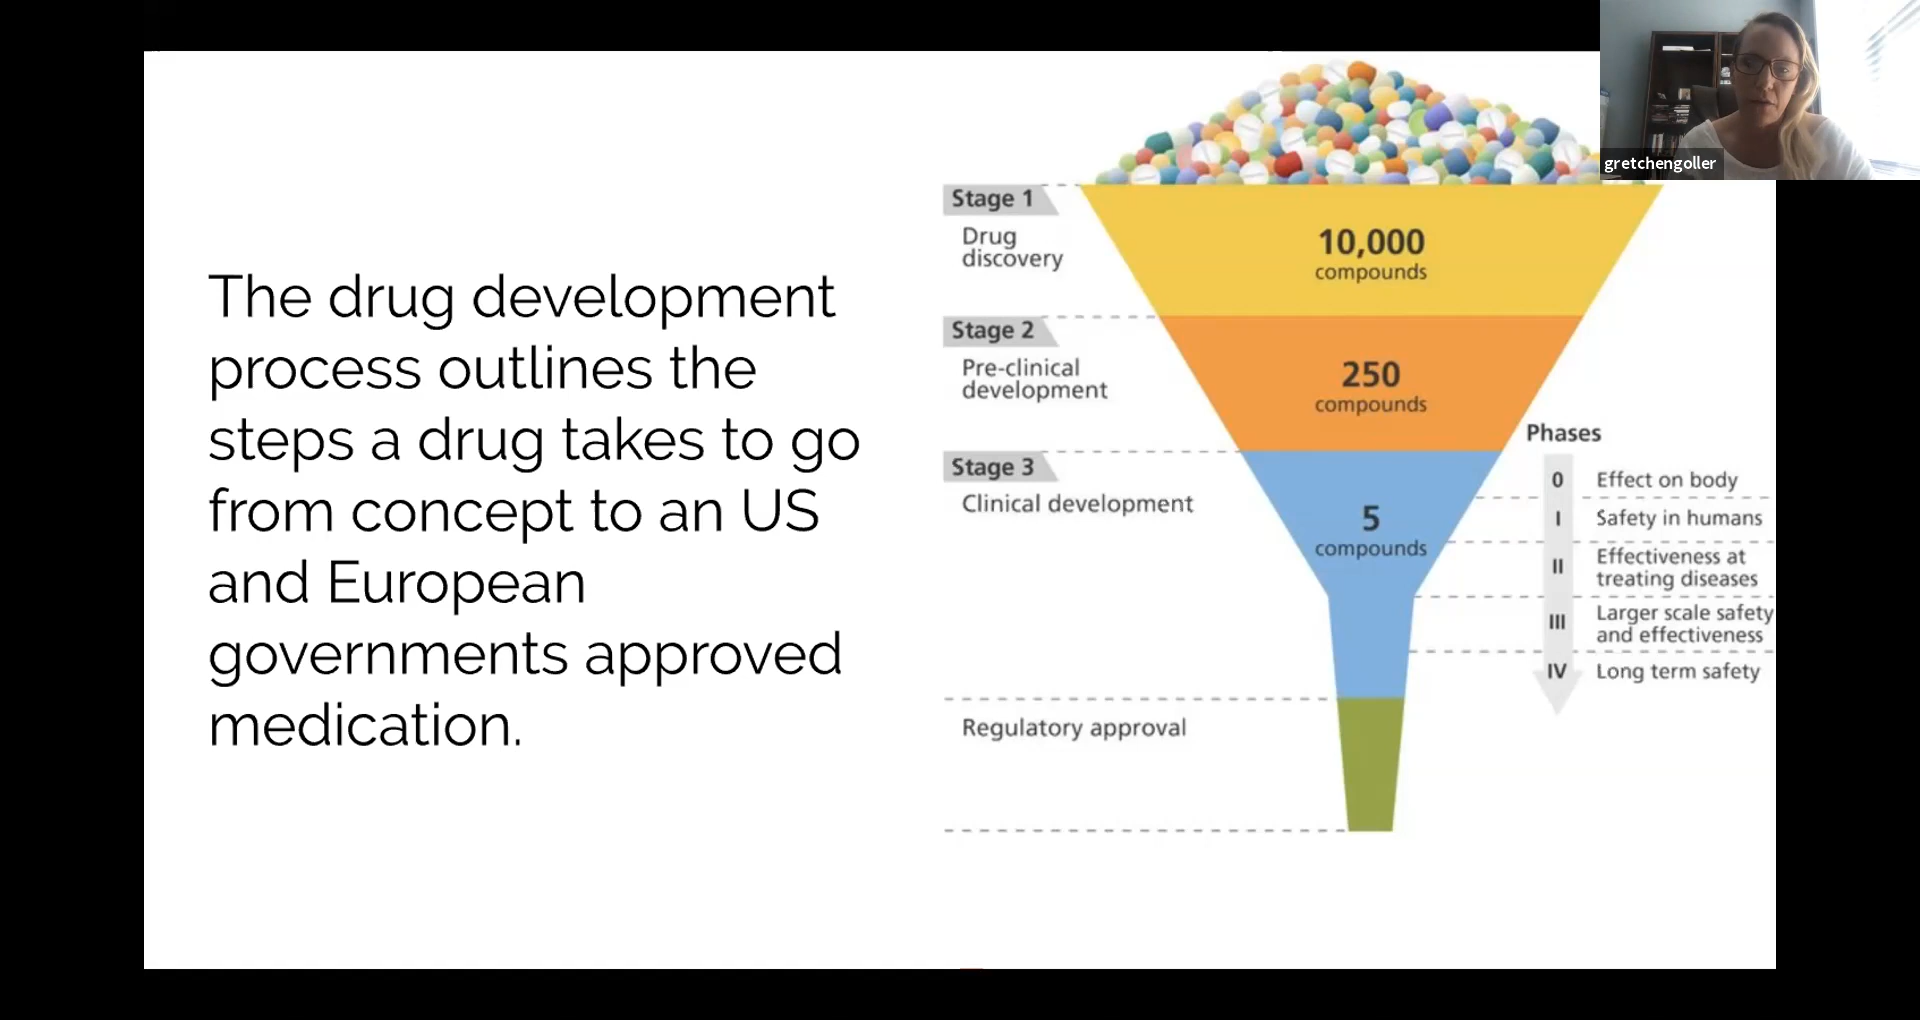 The drug development
process outlines the
steps a drug takes to go
from concept to an US
and European
governments approved
medication.
Stage 1
Drug
discovery
10,000
compounds
Stage 2
Pre-clinical
development
250
compounds
Stage 3
Clinical development
5
compounds
Phases
0 Effect on body
I Safety in humans
II Effectiveness at
treating diseases
III Larger scale safety
and effectiveness
IV Long term safety
Regulatory approval
gretchengoller